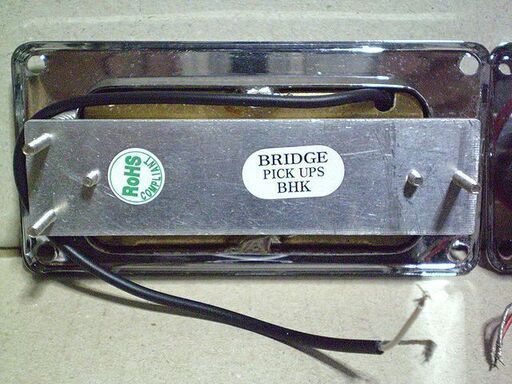 RoHS
COMPLIANT
BRIDGE
PICK UPS
BHK